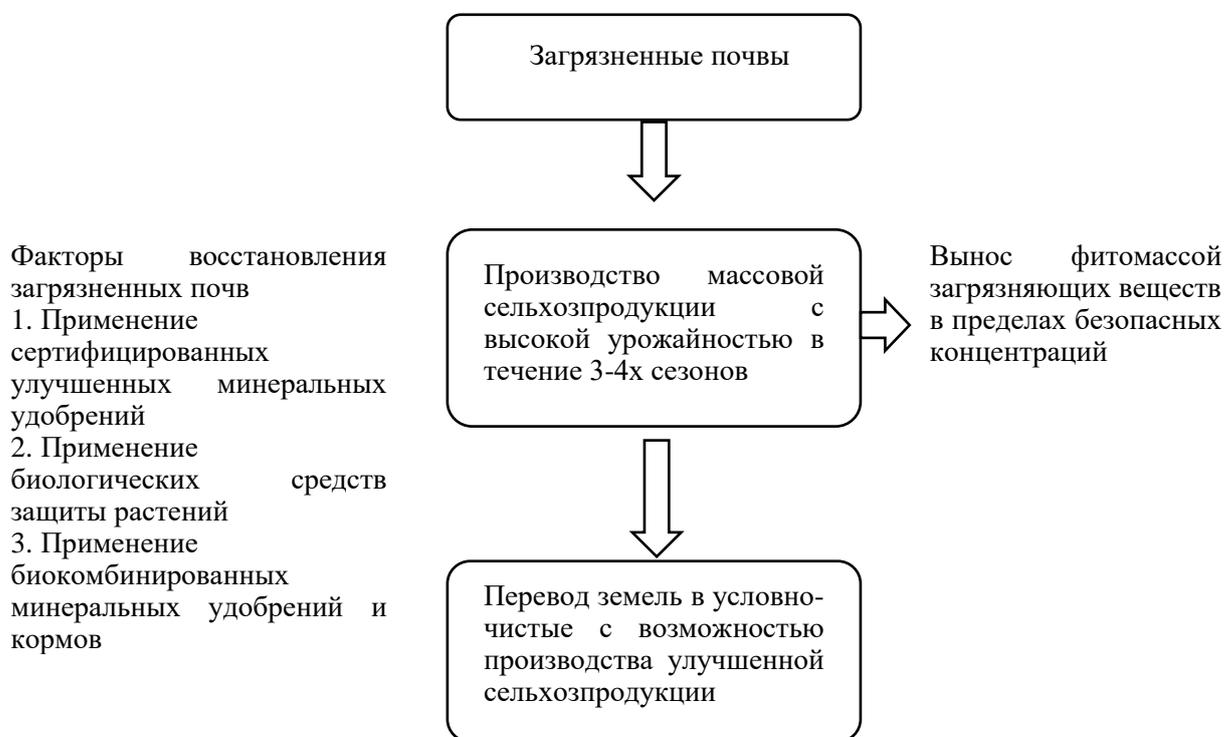 Загрязненные почвы
Факторы восстановления
загрязненных почв
1. Применение
сертифицированных
улучшенных минеральных
удобрений
2. Применение
биологических средств
защиты растений
3. Применение
биокомбинированных
минеральных удобрений и
кормов
Производство массовой
сельхозпродукции с
высокой урожайностью в
течение 3-4х сезонов
Вынос фитомассой
загрязняющих веществ
в пределах безопасных
концентраций
Перевод земель в условно-
чистые с возможностью
производства улучшенной
сельхозпродукции